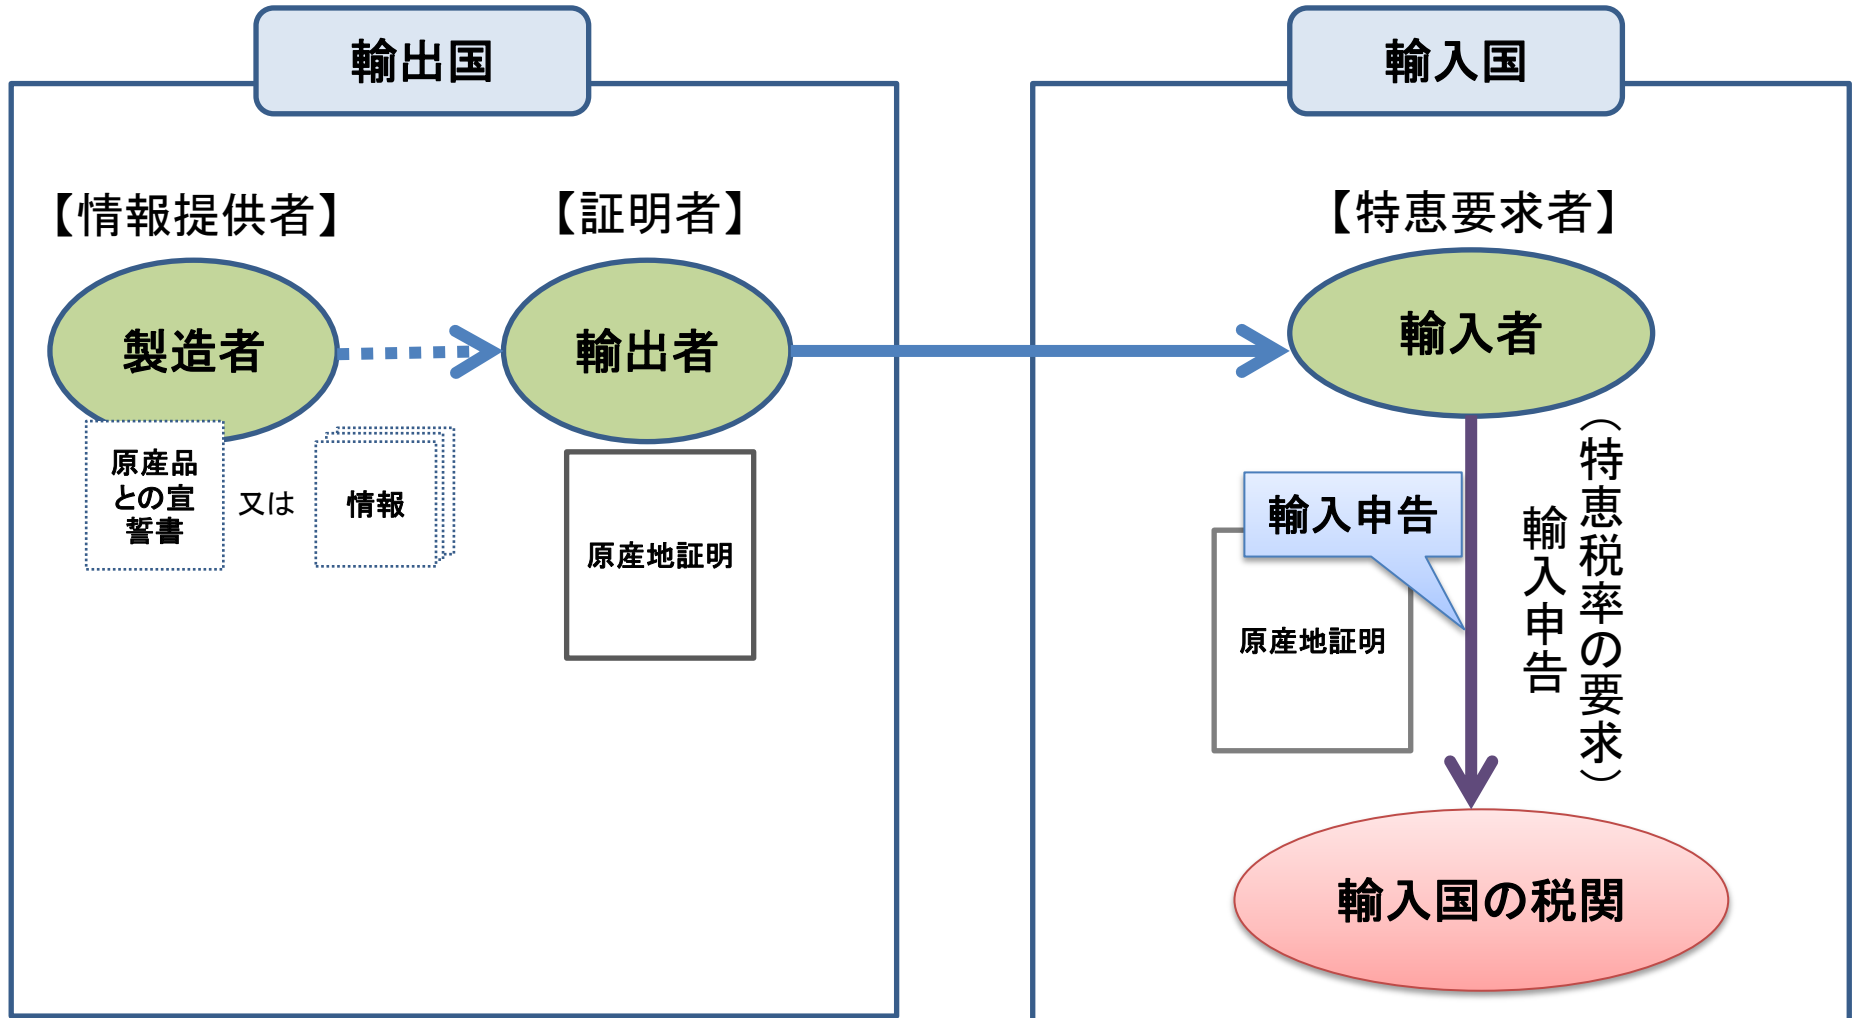 輸出国
輸入国
【情報提供者】
【証明者】
【特恵要求者】
製造者
輸出者
輸入者
原産品
との宣
誓書
又は
情報
原産地証明
輸入申告
原産地証明
輸入申告
（特恵税率の要求）
輸入国の税関